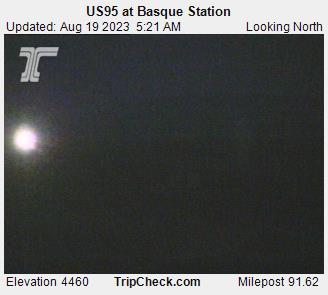 US95 at Basque Station
Updated: Aug 19 2023 5:21 AM Looking North
Elevation 4460 TripCheck.com Milepost 91.62